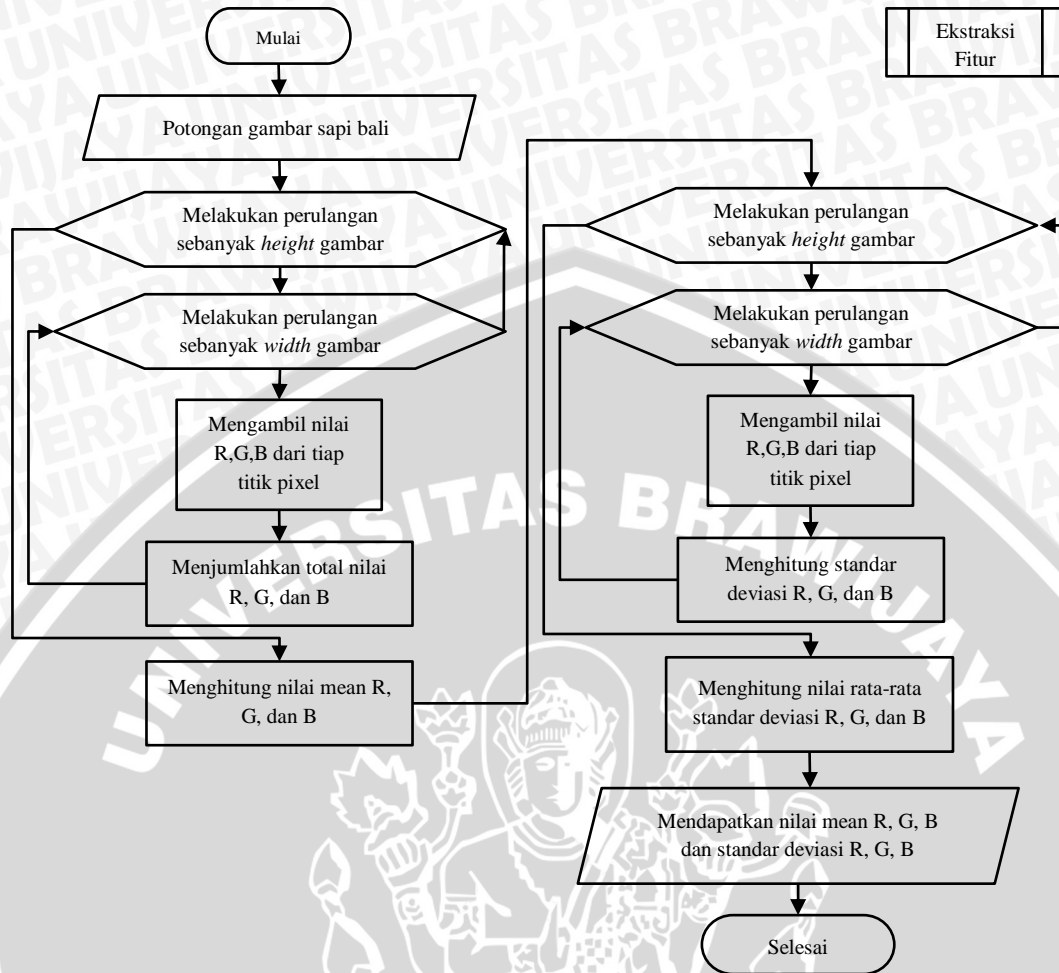 Mulai
Potongan gambar sapi bali
Melakukan perulangan
sebanyak height gambar
Melakukan perulangan
sebanyak width gambar
Mengambil nilai
R,G,B dari tiap
titik pixel
Menjumlahkan total nilai
R, G, dan B
Menghitung nilai mean R,
G, dan B
Ekstraksi
Fitur
Melakukan perulangan
sebanyak height gambar
Melakukan perulangan
sebanyak width gambar
Mengambil nilai
R,G,B dari tiap
titik pixel
Menghitung standar
deviasi R, G, dan B
Menghitung nilai rata-rata
standar deviasi R, G, dan B
Mendapatkan nilai mean R, G, B
dan standar deviasi R, G, B
Selesai
UNIVERSITAS BRAWIJAYA